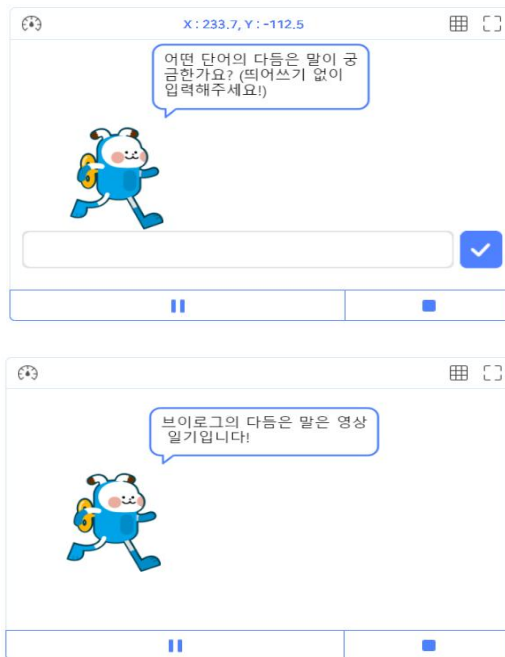 X : 233.7, Y : -112.5
어떤 단어의 다듬은 말이 궁
금한가요? (띄어쓰기 없이
입력해주세요!)
브이로그의 다듬은 말은 영상
일기입니다!